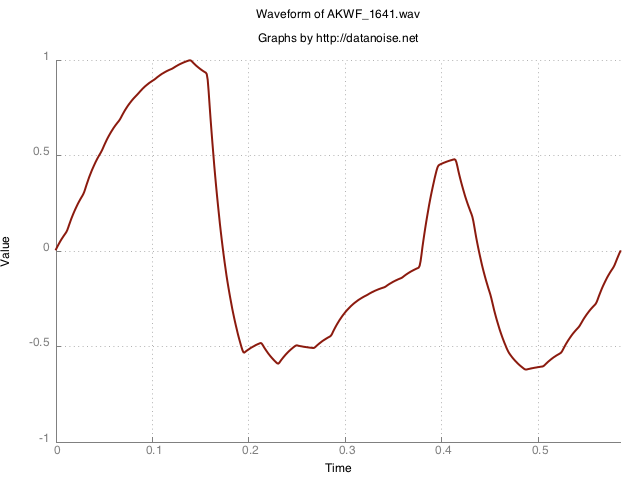 Waveform of AKWF_1641.wav
Graphs by http://datanoise.net
1
0.5
0
-0.5
-1
Value
0 0.1 0.2 0.3 0.4 0.5
Time